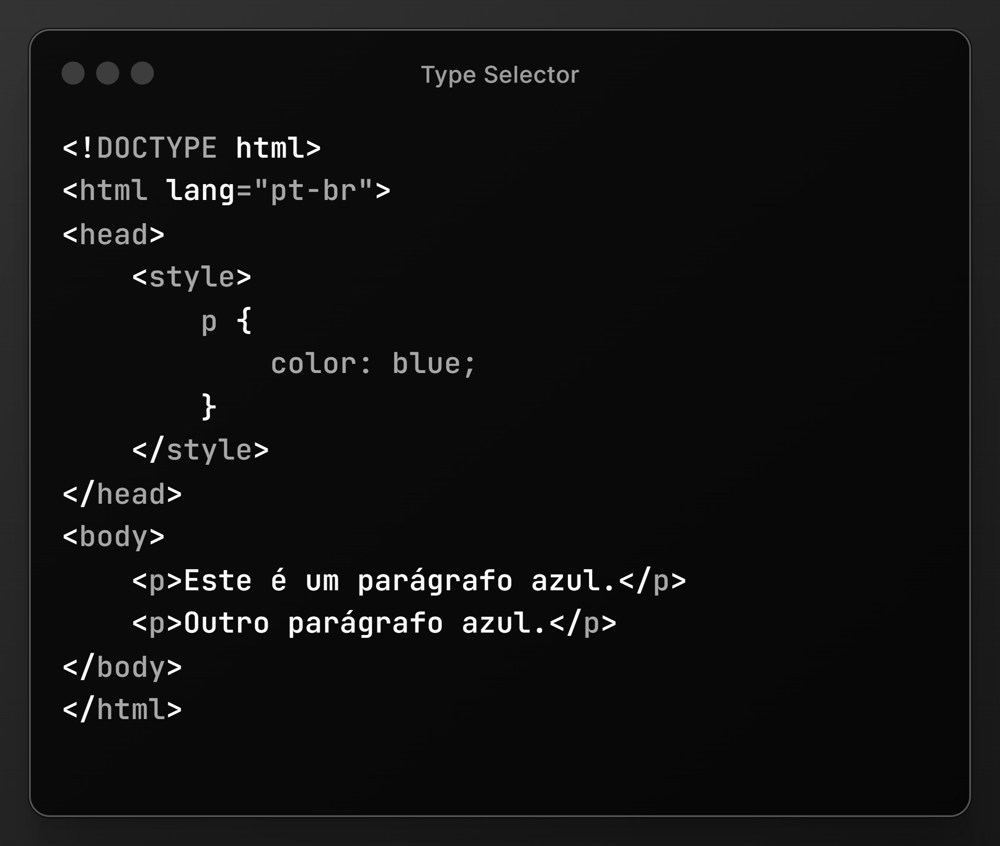 Type Selector
<!DOCTYPE html>
<html lang="pt-br">
<head>
    <style>
        p {
            color: blue;
        }
    </style>
</head>
<body>
    <p>Este é um parágrafo azul.</p>
    <p>Outro parágrafo azul.</p>
</body>
</html>